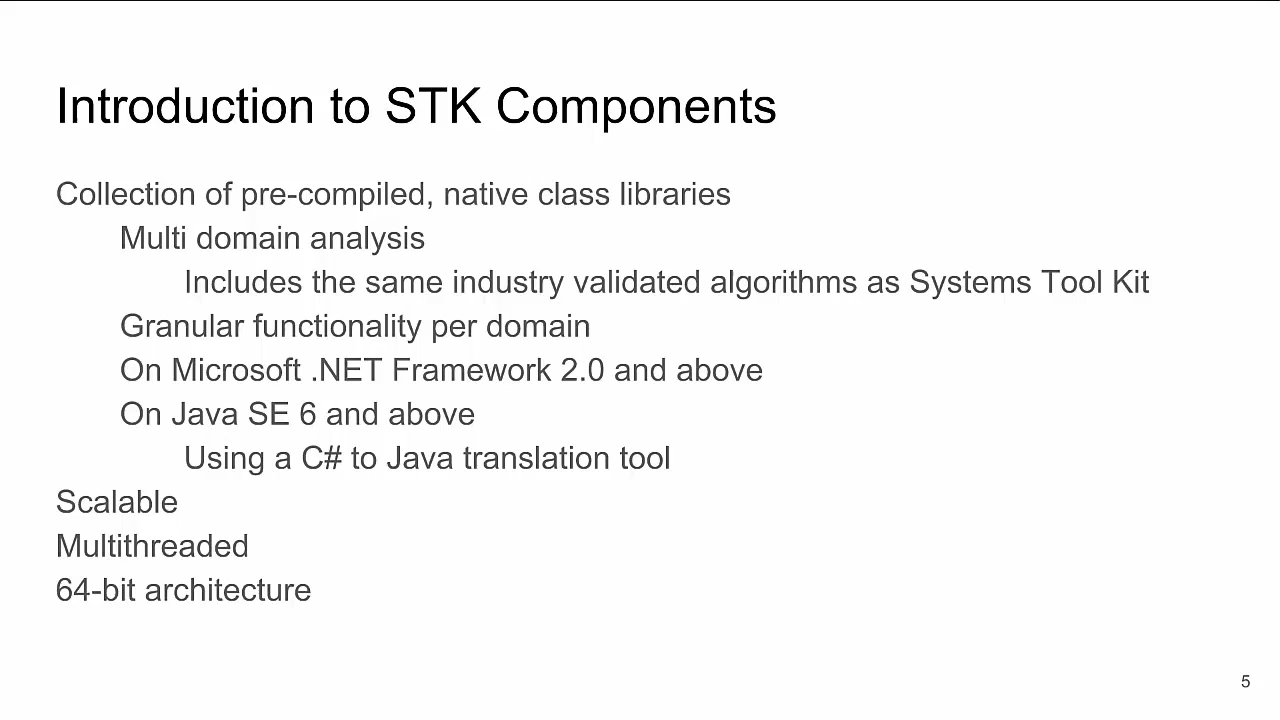 Introduction to STK Components
Collection of pre-compiled, native class libraries
Multi domain analysis
Includes the same industry validated algorithms as Systems Tool Kit
Granular functionality per domain
On Microsoft .NET Framework 2.0 and above
On Java SE 6 and above
Using a C# to Java translation tool
Scalable
Multithreaded
64-bit architecture
5